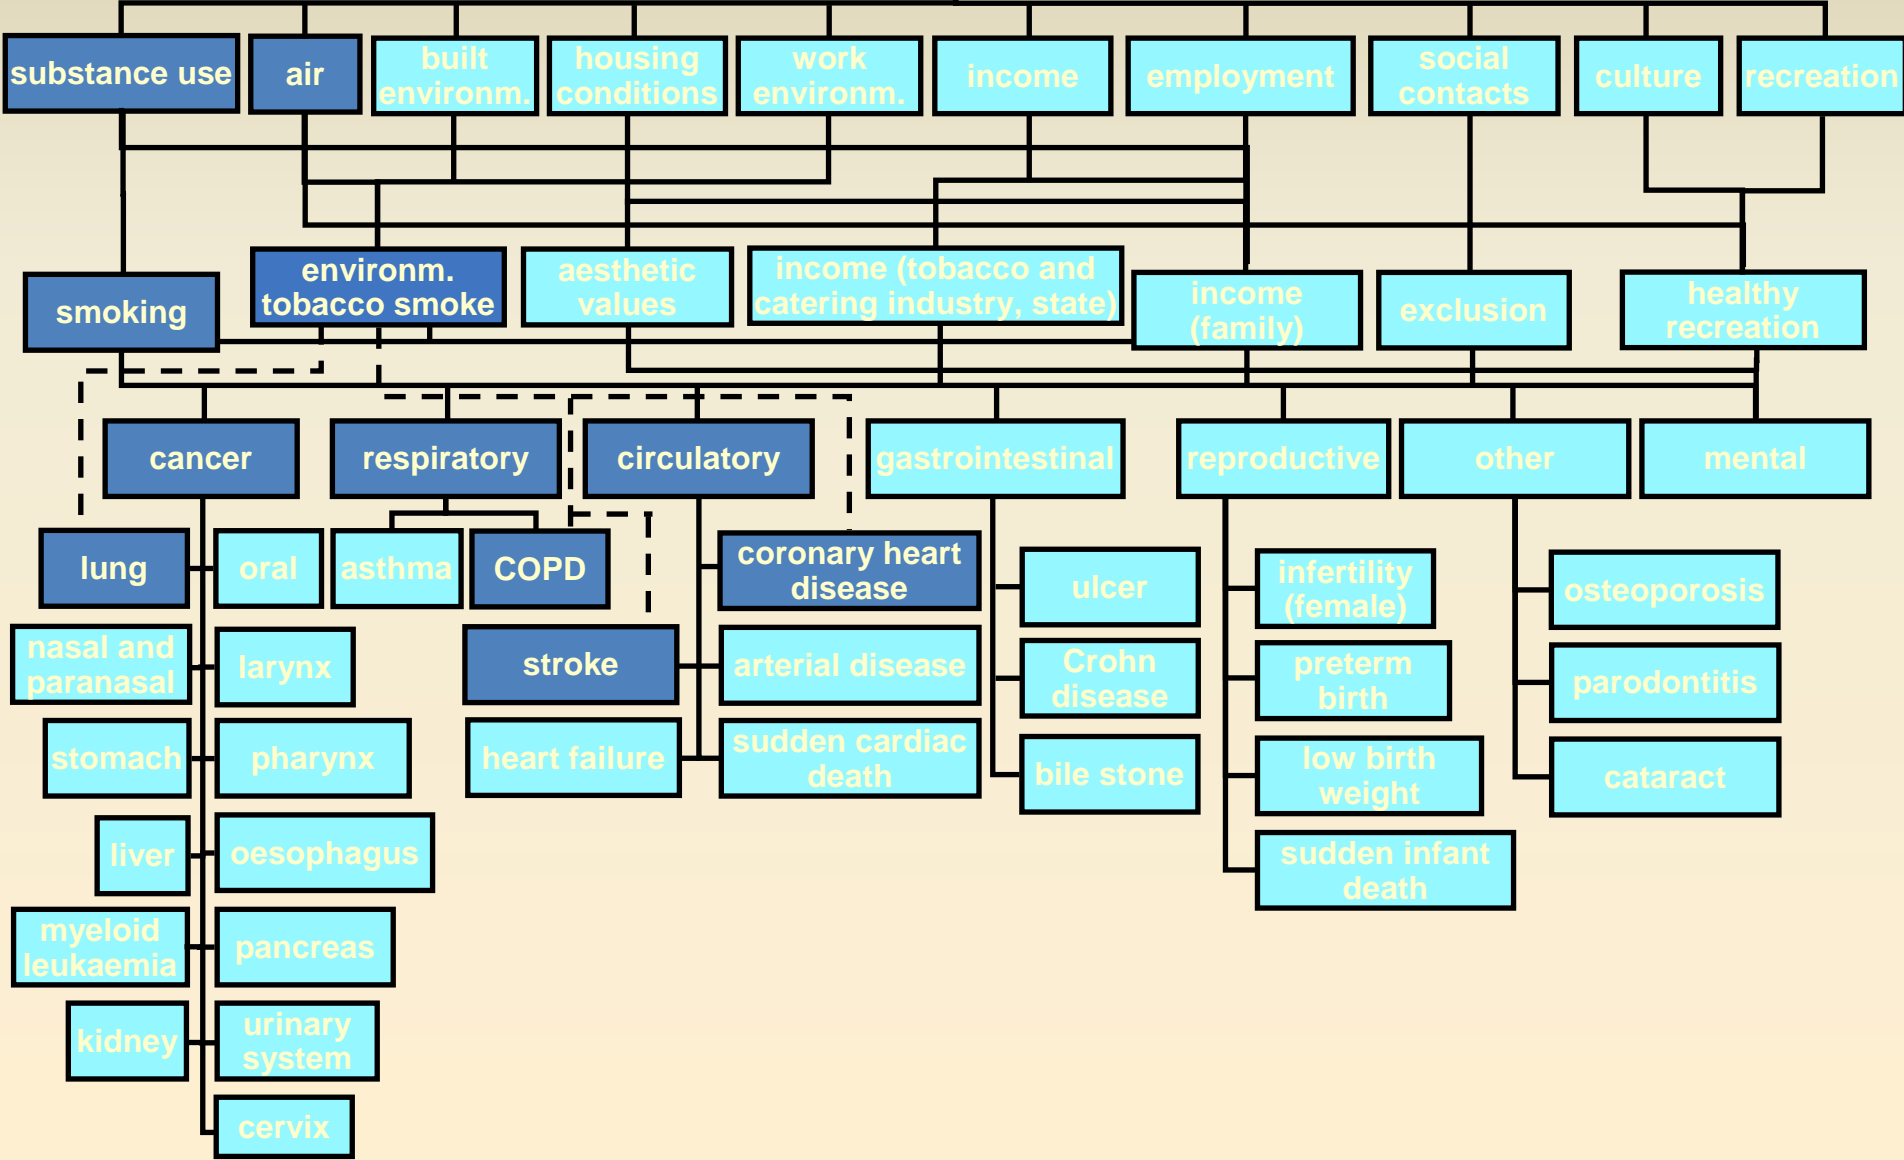 substance use
air
built
environm.
housing
conditions
work
environm.
income
employment
social
contacts
culture
recreation
smoking
environm.
tobacco smoke
aesthetic
values
income (tobacco and
catering industry, state)
income
(family)
exclusion
healthy
recreation
cancer
respiratory
circulatory
gastrointestinal
reproductive
other
mental
lung
oral
asthma
COPD
coronary heart
disease
ulcer
infertility
(female)
osteoporosis
nasal and
paranasal
larynx
stroke
arterial disease
Crohn
disease
preterm
birth
parodontitis
stomach
pharynx
heart failure
sudden cardiac
death
bile stone
low birth
weight
cataract
liver
oesophagus
sudden infant
death
myeloid
leukaemia
pancreas
kidney
urinary
system
cervix